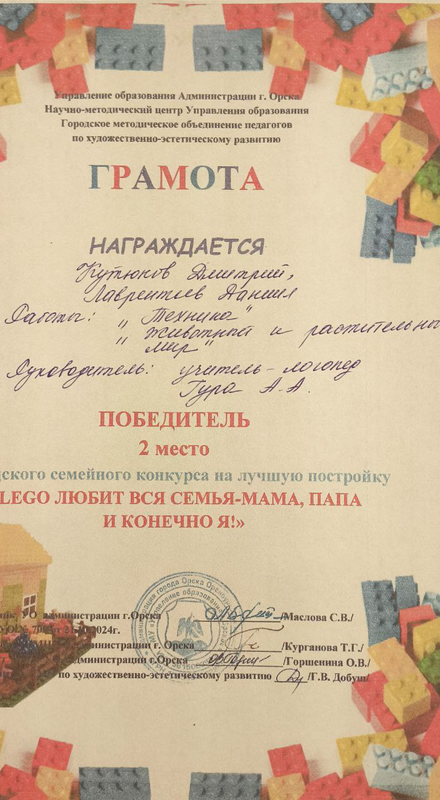 Управление образования Администрации г. Орска
Научно-методический центр Управления образования
Городское методическое объединение педагогов
по художественно-эстетическому развитию
ГРАМОТА
НАГРАЖДАЕТСЯ
Кутюков Дмитрий,
Лаврентьев Даниил
Работы: "Техника"
"Животный и растительный
мир"
Руководитель: учитель-логопед
Гура А.А.
ПОБЕДИТЕЛЬ
2 место
дского семейного конкурса на лучшую постройку
LEGO ЛЮБИТ ВСЯ СЕМЬЯ-МАМА, ПАПА
И КОНЕЧНО Я!»
УО администрации г.Орска /Маслова С.В./
2024г.
администрации г. Орска /Курганова Т.Г./
администрации г.Орска /Горшенина О.В./
по художественно-эстетическому развитию /Г.В. Добуш/